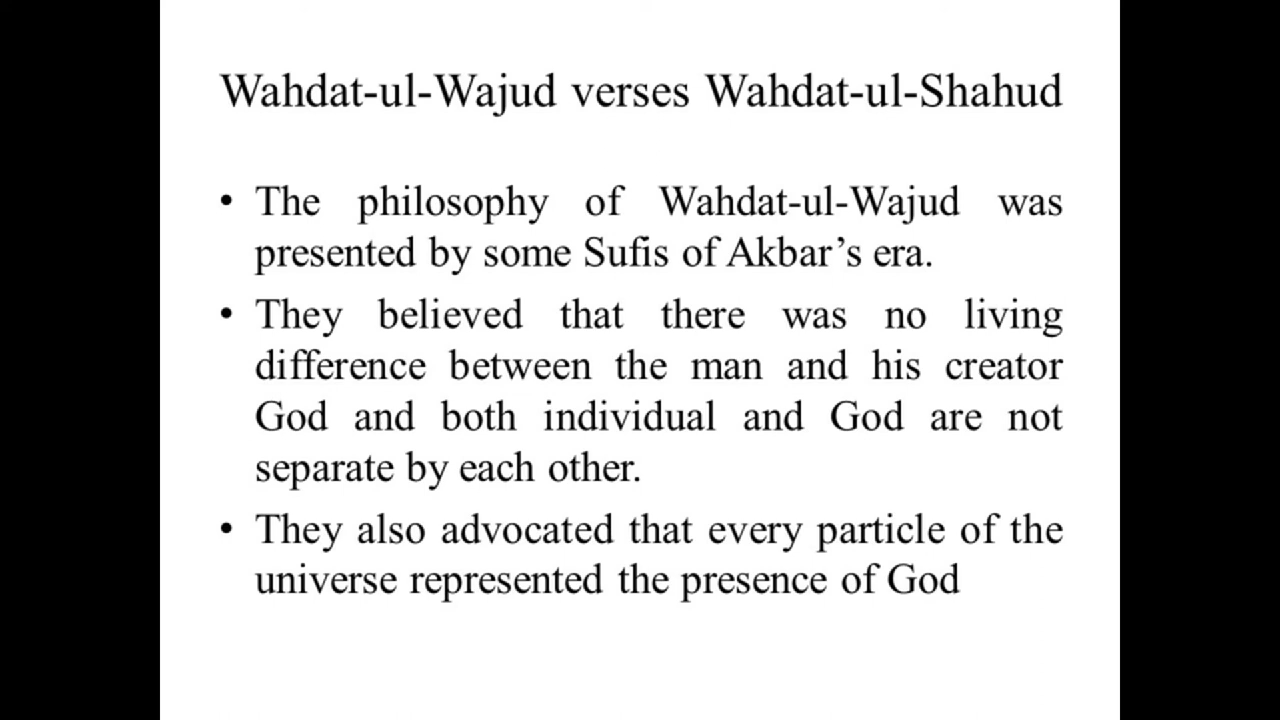 Wahdat-ul-Wajud verses Wahdat-ul-Shahud
• The philosophy of Wahdat-ul-Wajud was
presented by some Sufis of Akbar’s era.
• They believed that there was no living
difference between the man and his creator
God and both individual and God are not
separate by each other.
• They also advocated that every particle of the
universe represented the presence of God